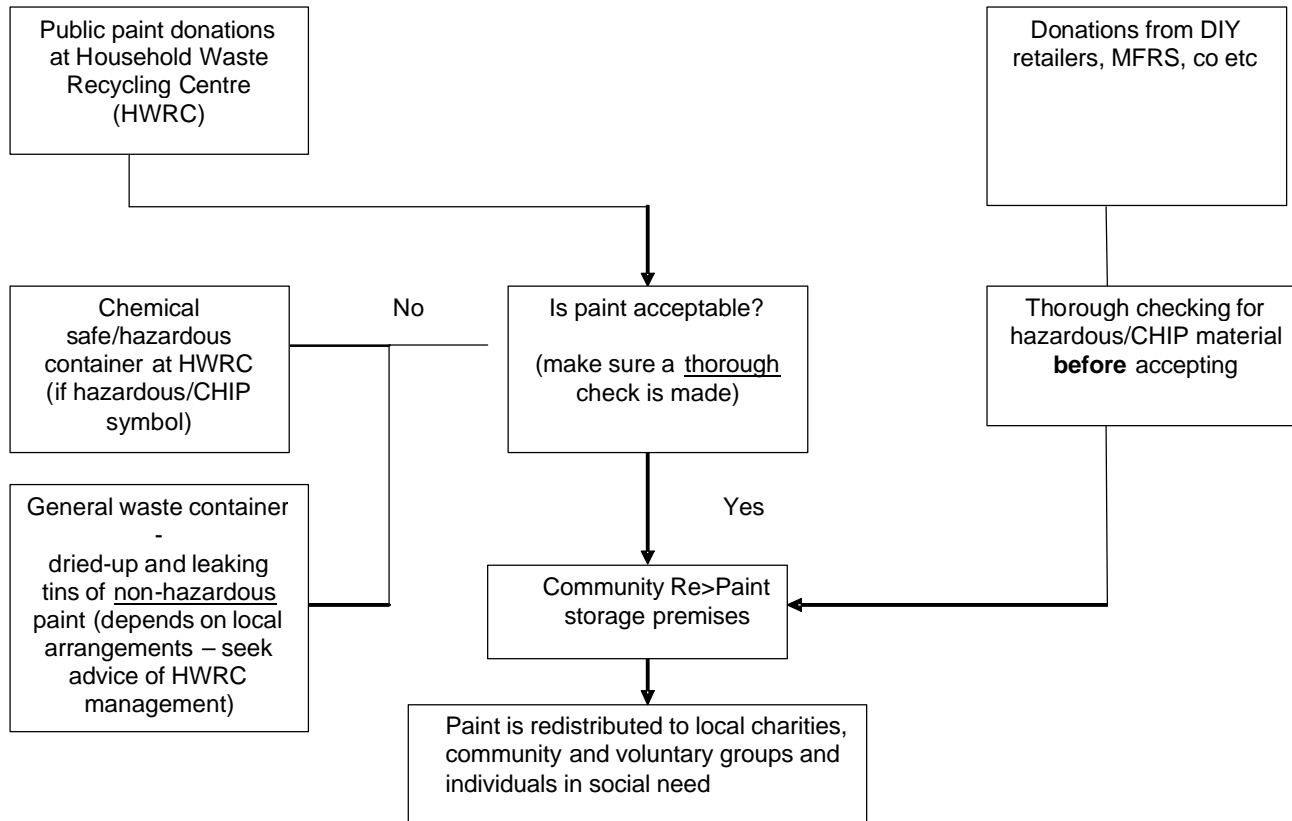 Public paint donations
at Household Waste
Recycling Centre
(HWRC)
Donations from DIY
retailers, MFRS, co etc
Chemical
safe/hazardous
container at HWRC
(if hazardous/CHIP
symbol)
No
Is paint acceptable?
(make sure a thorough
check is made)
Thorough checking for
hazardous/CHIP material
before accepting
General waste container
-
dried-up and leaking
tins of non-hazardous
paint (depends on local
arrangements – seek
advice of HWRC
management)
Yes
Community Re>Paint
storage premises
Paint is redistributed to local charities,
community and voluntary groups and
individuals in social need